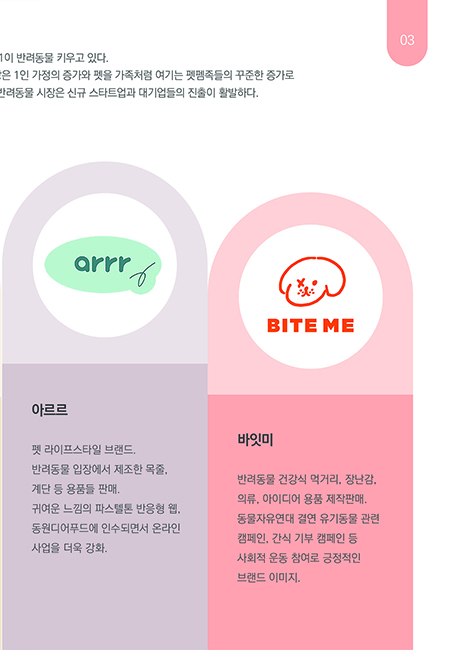 03
1이 반려동물 키우고 있다.
은 1인 가정의 증가와 펫을 가족처럼 여기는 펫펨족들의 꾸준한 증가로
반려동물 시장은 신규 스타트업과 대기업들의 진출이 활발하다.
arrr
아르르
펫 라이프스타일 브랜드.
반려동물 입장에서 제조한 목줄,
계단 등 용품들 판매.
귀여운 느낌의 파스텔톤 반응형 웹,
동원디어푸드에 인수되면서 온라인
사업을 더욱 강화.
BITE ME
바잇미
반려동물 건강식 먹거리, 장난감,
의류, 아이디어 용품 제작판매.
동물자유연대 결연 유기동물 관련
캠페인, 간식 기부 캠페인 등
사회적 운동 참여로 긍정적인
브랜드 이미지.